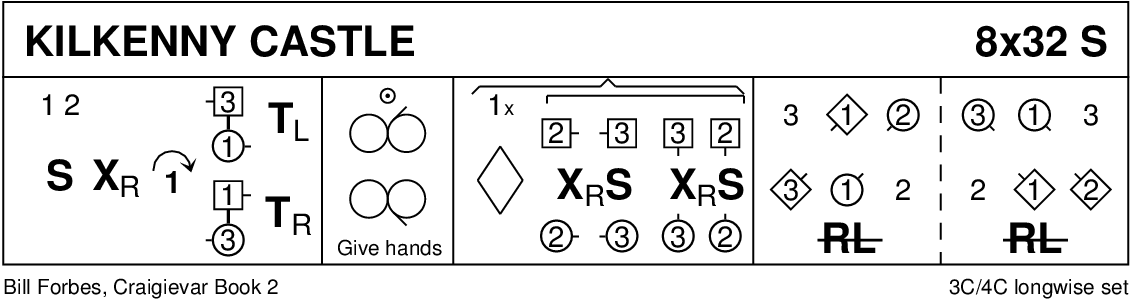 KILKENNY CASTLE 8x32 S
1 2 3 1x 3 1 2 3 1 3
T L 2 3 3 2
1
S X R 1 X R S X R S
1 3 1 2 2 1 2
T R 2 3 3 2 RL RL
3 Give hands
Bill Forbes, Craigievar Book 2 3C/4C longwise set